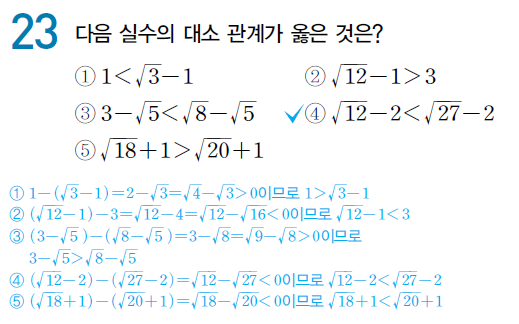 23 다음 실수의 대소 관계가 옳은 것은?
① 1<√3−1 ② √12−1>3
③ 3−√5<√8−√5 ✓④ √12−2<√27−2
⑤ √18+1>√20+1
① 1−(√3−1)=2−√3=√4−√3>0이므로 1>√3−1
② (√12−1)−3=√12−4=√12−√16<0이므로 √12−1<3
③ (3−√5)−(√8−√5)=3−√8=√9−√8>0이므로
3−√5>√8−√5
④ (√12−2)−(√27−2)=√12−√27<0이므로 √12−2<√27−2
⑤ (√18+1)−(√20+1)=√18−√20<0이므로 √18+1<√20+1